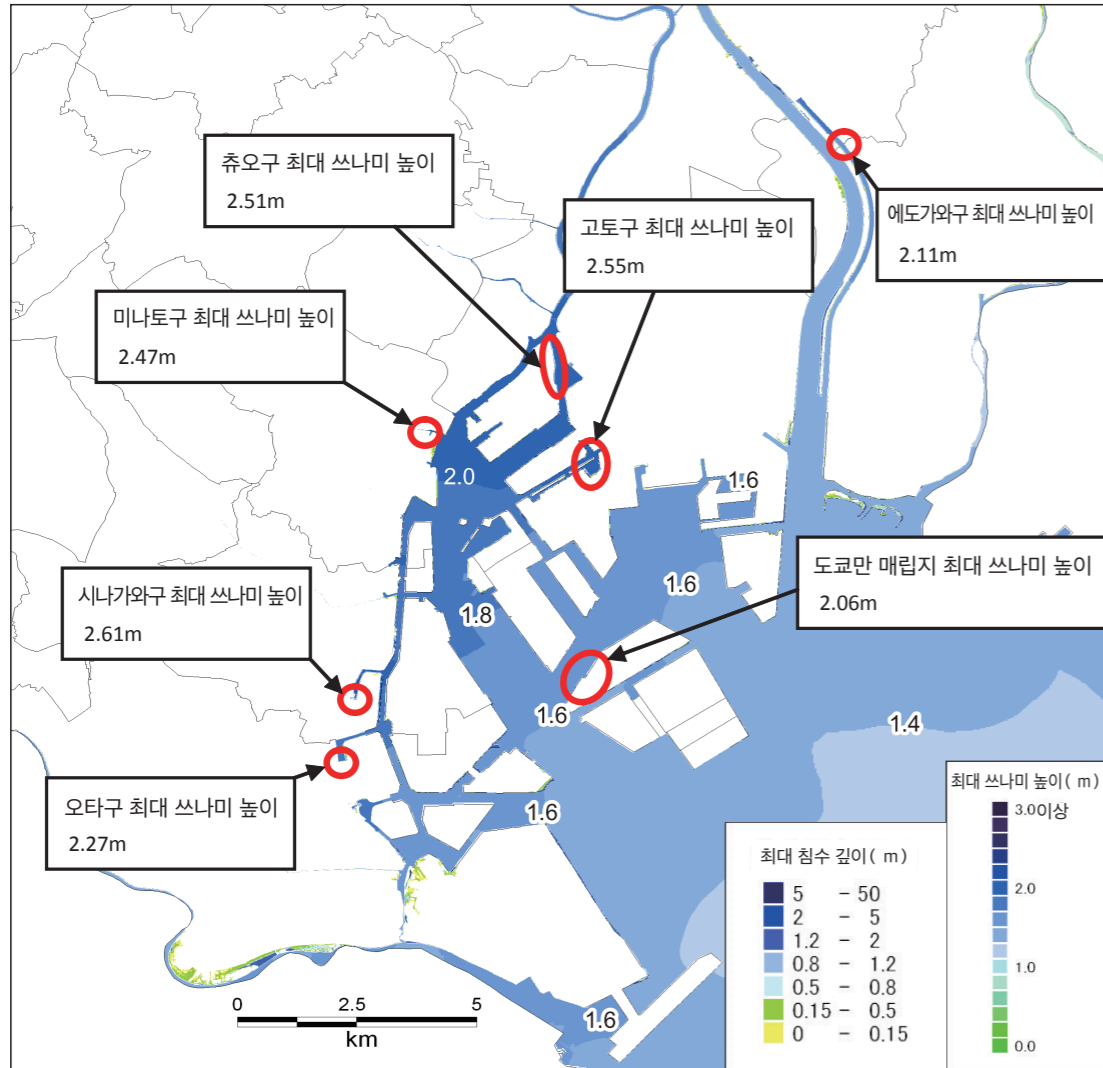 츄오구 최대 쓰나미 높이
2.51m
고토구 최대 쓰나미 높이
2.55m
에도가와구 최대 쓰나미 높이
2.11m
미나토구 최대 쓰나미 높이
2.47m
2.0
1.6
시나가와구 최대 쓰나미 높이
2.61m
1.8
1.6
도쿄만 매립지 최대 쓰나미 높이
2.06m
1.6
1.4
오타구 최대 쓰나미 높이
2.27m
1.6
1.6
0 2.5 5
km
최대 침수 깊이( m)
5 - 50
2 - 5
1.2 - 2
0.8 - 1.2
0.5 - 0.8
0.15 - 0.5
0 - 0.15
최대 쓰나미 높이( m)
3.0이상
2.0
1.0
0.0